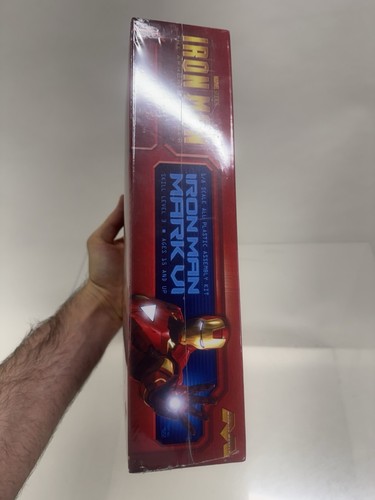 IRON MAN
1/8 SCALE ALL PLASTIC ASSEMBLY KIT
IRON MAN
MARK VI
SKILL LEVEL 3 ★ AGES 15 AND UP